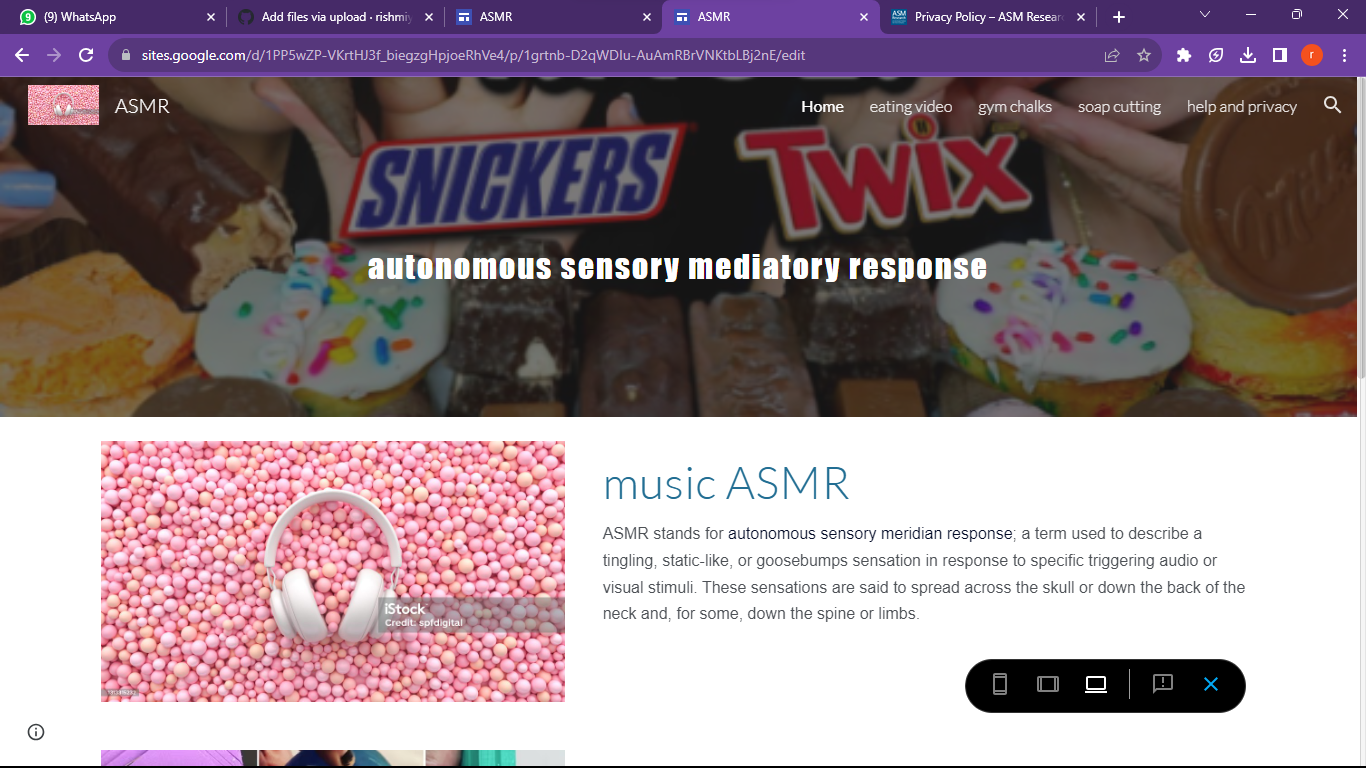 (9) WhatsApp
Add files via upload · rishmiy
ASMR
ASMR
Privacy Policy – ASM Resear
sites.google.com/d/1PP5wZP-VKrtHJ3f_biegzgHpjoeRhVe4/p/1grtnb-D2qWDIu-AuAmRBrVNKtbLBj2nE/edit
r
ASMR
Home
eating video
gym chalks
soap cutting
help and privacy
SNICKERS
TWIX
autonomous sensory mediatory response
music ASMR
ASMR stands for autonomous sensory meridian response; a term used to describe a
tingling, static-like, or goosebumps sensation in response to specific triggering audio or
visual stimuli. These sensations are said to spread across the skull or down the back of the
neck and, for some, down the spine or limbs.
iStock
Credit: spfdigital